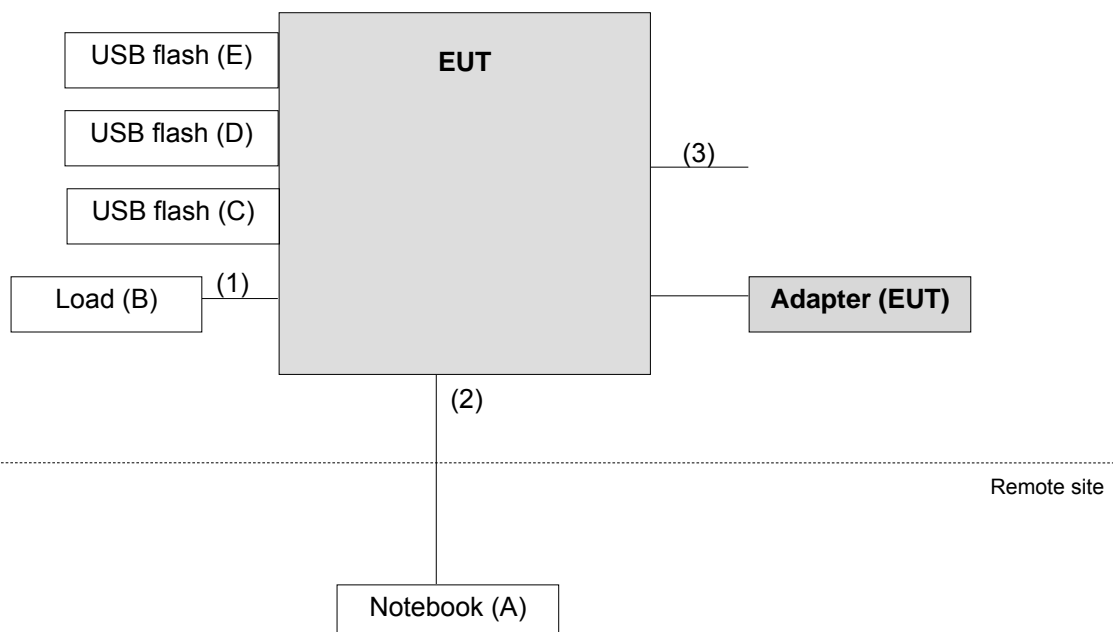 USB flash (E)
EUT
USB flash (D)
(3)
USB flash (C)
(1)
Load (B)
Adapter (EUT)
(2)
Remote site
Notebook (A)